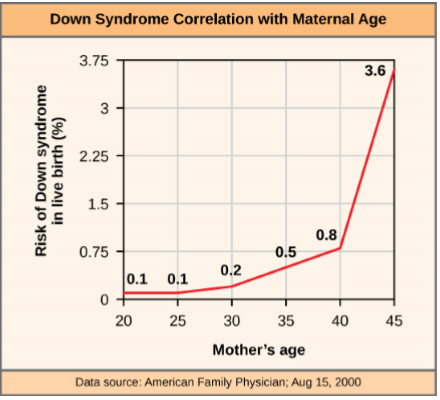 Down Syndrome Correlation with Maternal Age
Risk of Down syndrome
in live birth (%)
3.75
3
2.25
1.5
0.75
0
3.6
0.8
0.5
0.2
0.1 0.1
20 25 30 35 40 45
Mother's age
Data source: American Family Physician; Aug 15, 2000